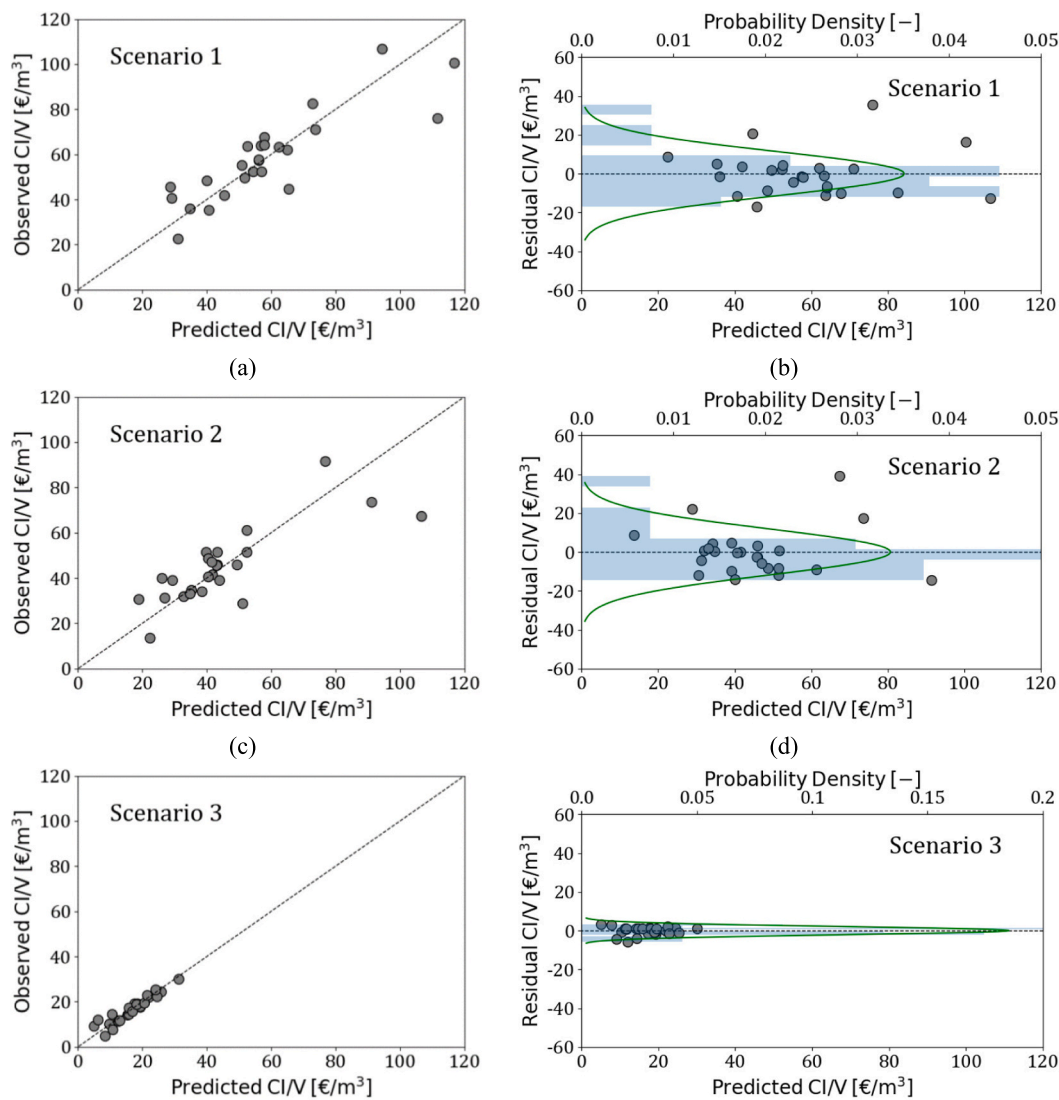 Scenario 1
Observed CI/V [€/m³]
120
100
80
60
40
20
0
0 20 40 60 80 100 120
Predicted CI/V [€/m³]
(a)
Probability Density [−]
0.0 0.01 0.02 0.03 0.04 0.05
Scenario 1
Residual CI/V [€/m³]
60
40
20
0
-20
-40
-60
0 20 40 60 80 100 120
Predicted CI/V [€/m³]
(b)
Scenario 2
Observed CI/V [€/m³]
120
100
80
60
40
20
0
0 20 40 60 80 100 120
Predicted CI/V [€/m³]
(c)
Probability Density [−]
0.0 0.01 0.02 0.03 0.04 0.05
Scenario 2
Residual CI/V [€/m³]
60
40
20
0
-20
-40
-60
0 20 40 60 80 100 120
Predicted CI/V [€/m³]
(d)
Scenario 3
Observed CI/V [€/m³]
120
100
80
60
40
20
0
0 20 40 60 80 100 120
Predicted CI/V [€/m³]
Probability Density [−]
0.0 0.05 0.1 0.15 0.2
Scenario 3
Residual CI/V [€/m³]
60
40
20
0
-20
-40
-60
0 20 40 60 80 100 120
Predicted CI/V [€/m³]